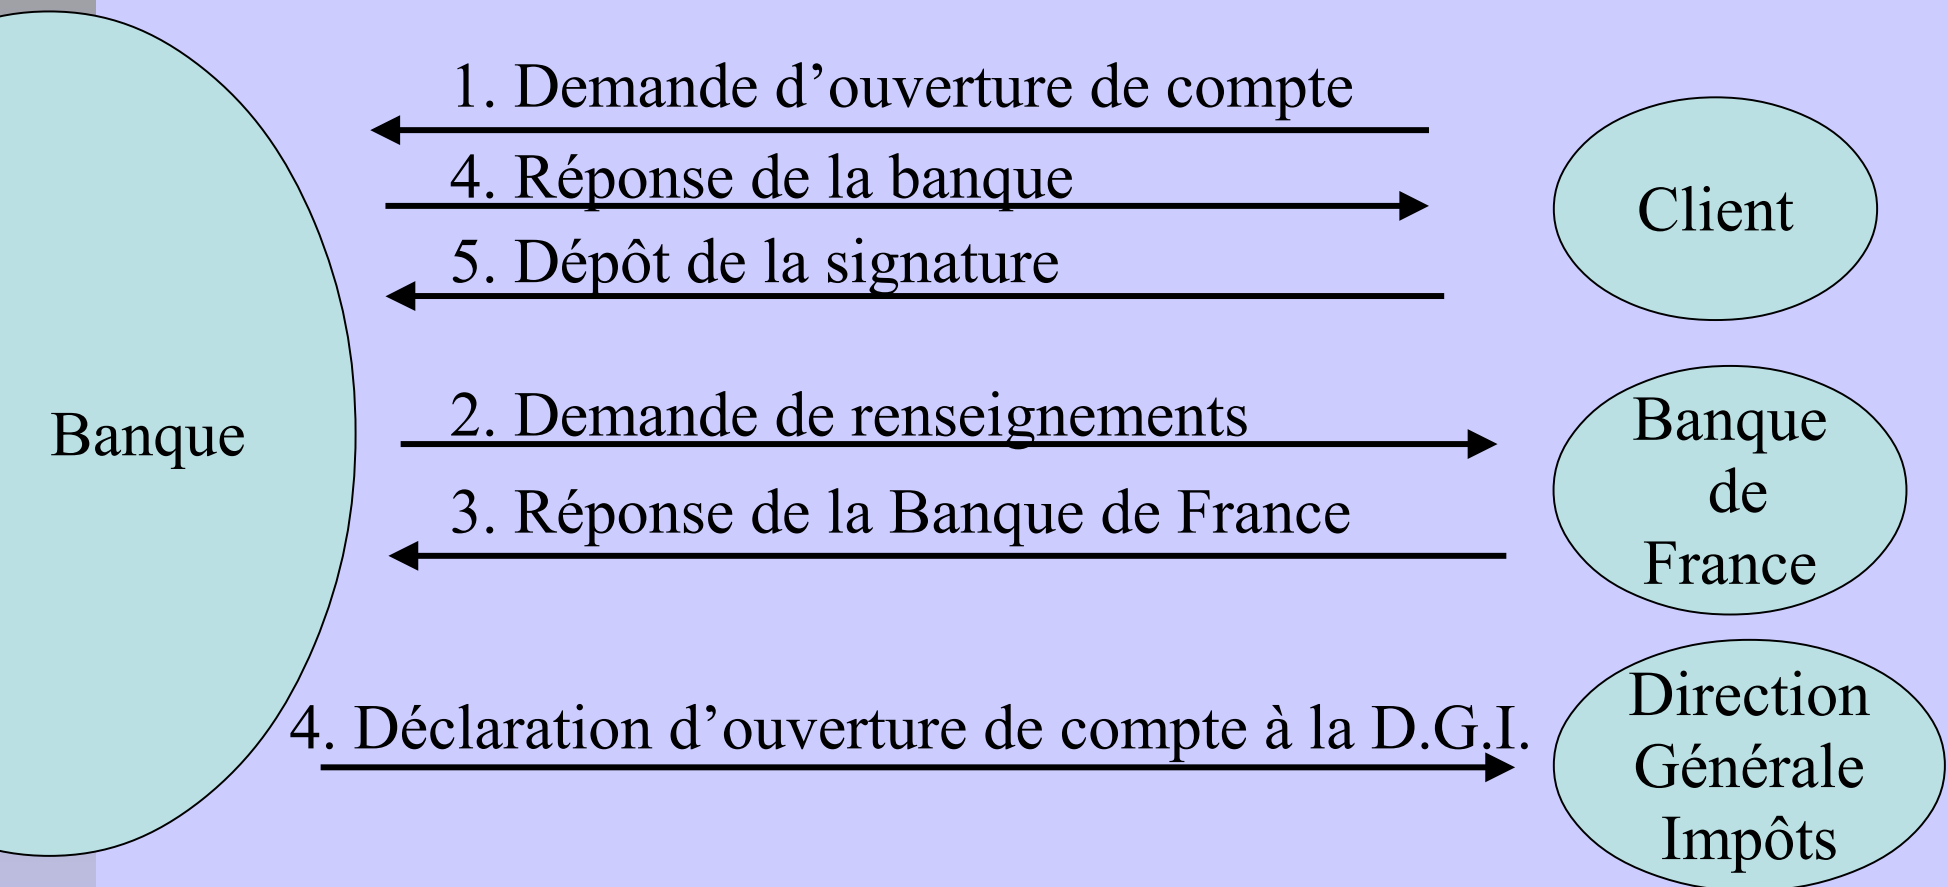 1. Demande d’ouverture de compte
4. Réponse de la banque
5. Dépôt de la signature
Client
Banque
2. Demande de renseignements
3. Réponse de la Banque de France
Banque
de
France
4. Déclaration d’ouverture de compte à la D.G.I.
Direction
Générale
Impôts